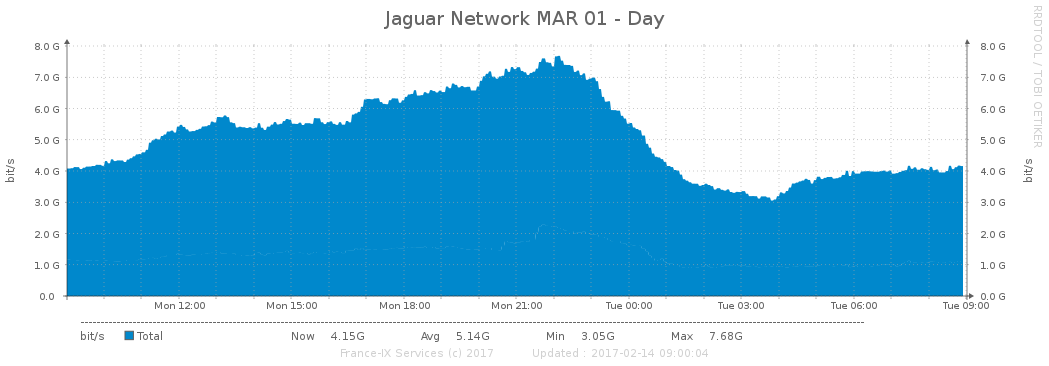 Jaguar Network MAR 01 - Day
RRDTOOL / TOBI OETIKER
bit/s
8.0 G
7.0 G
6.0 G
5.0 G
4.0 G
3.0 G
2.0 G
1.0 G
0.0
8.0 G
7.0 G
6.0 G
5.0 G
4.0 G
3.0 G
2.0 G
1.0 G
0.0 G
bit/s
Mon 12:00 Mon 15:00 Mon 18:00 Mon 21:00 Tue 00:00 Tue 03:00 Tue 06:00 Tue 09:00
bit/s Total Now 4.15G Avg 5.14G Min 3.05G Max 7.68G
France-IX Services (c) 2017 Updated : 2017-02-14 09:00:04